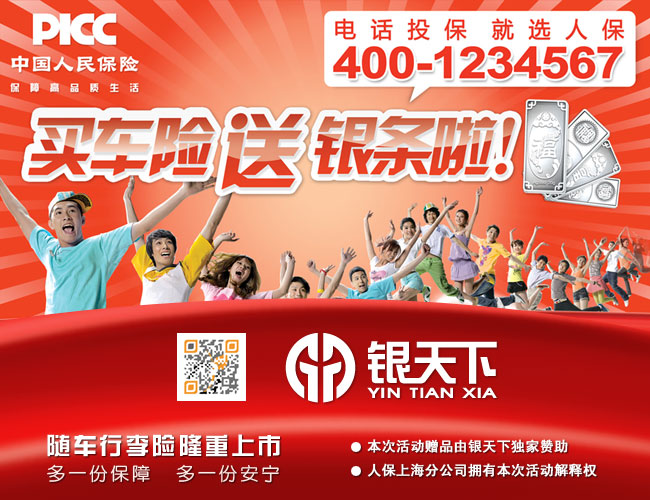 PICC
中国人民保险
保障高品质生活
电话投保 就选人保
400-1234567
买车险送银条啦!
福
银天下
YIN TIAN XIA
随车行李险隆重上市
多一份保障 多一份安宁
● 本次活动赠品由银天下独家赞助
● 人保上海分公司拥有本次活动解释权